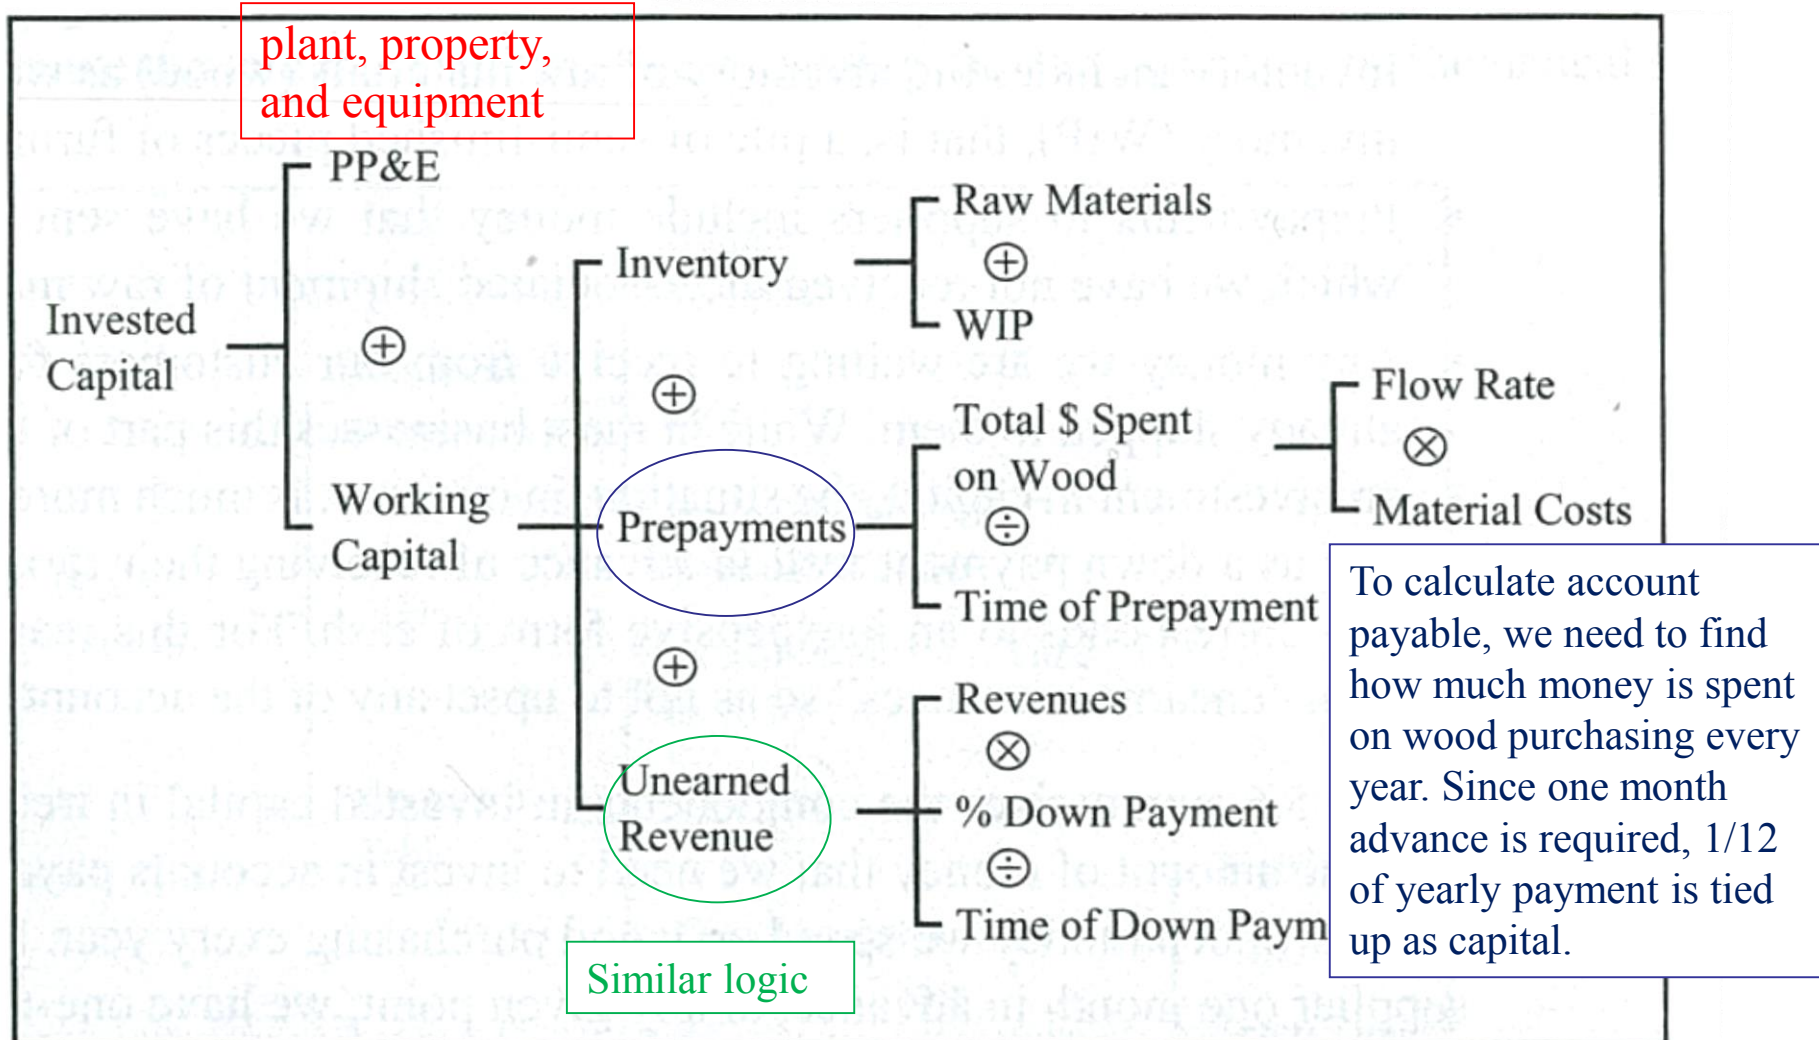 plant, property,
and equipment
PP&E
Raw Materials
Inventory
⊕
WIP
Invested
Capital
⊕
⊕
Flow Rate
Total $ Spent
on Wood
⊗
Working
Capital
Material Costs
Prepayments
÷
Time of Prepayment
⊕
Revenues
⊗
Unearned
Revenue
% Down Payment
÷
Time of Down Paym
Similar logic
To calculate account
payable, we need to find
how much money is spent
on wood purchasing every
year. Since one month
advance is required, 1/12
of yearly payment is tied
up as capital.